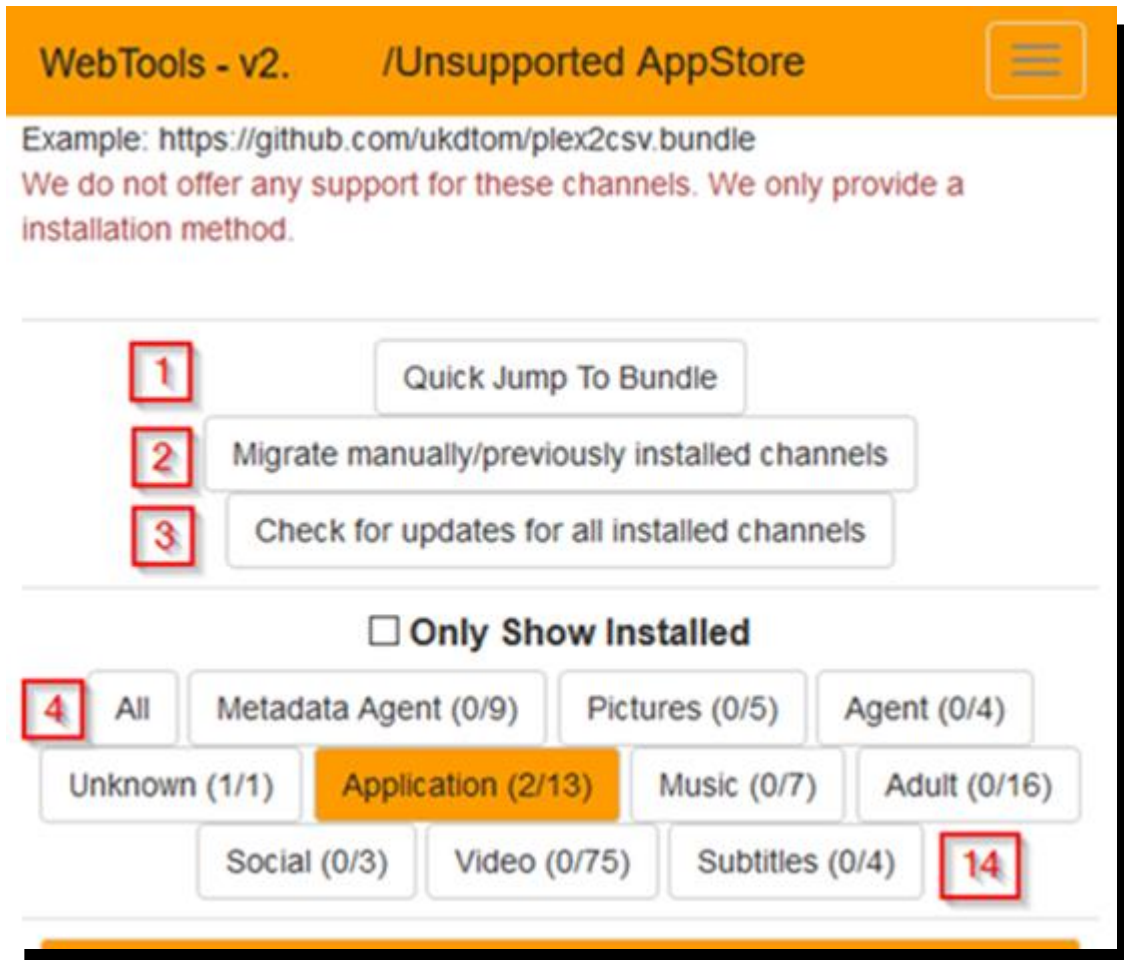 WebTools - v2. /Unsupported AppStore
Example: https://github.com/ukdtom/plex2csv.bundle
We do not offer any support for these channels. We only provide a
installation method.
1 Quick Jump To Bundle
2 Migrate manually/previously installed channels
3 Check for updates for all installed channels
Only Show Installed
4 All Metadata Agent (0/9) Pictures (0/5) Agent (0/4)
Unknown (1/1) Application (2/13) Music (0/7) Adult (0/16)
Social (0/3) Video (0/75) Subtitles (0/4) 14